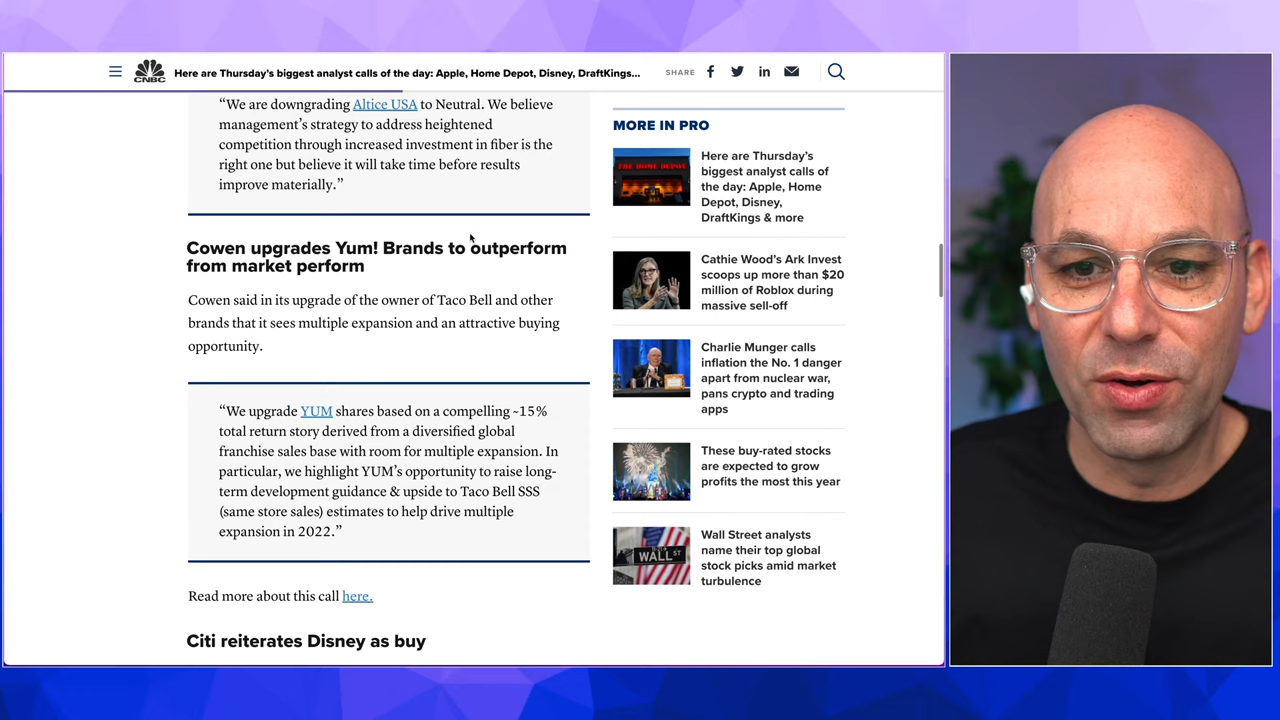 CNBC
Here are Thursday's biggest analyst calls of the day: Apple, Home Depot, Disney, DraftKings...
SHARE
“We are downgrading Altice USA to Neutral. We believe
management’s strategy to address heightened
competition through increased investment in fiber is the
right one but believe it will take time before results
improve materially.”
Cowen upgrades Yum! Brands to outperform
from market perform
Cowen said in its upgrade of the owner of Taco Bell and other
brands that it sees multiple expansion and an attractive buying
opportunity.
“We upgrade YUM shares based on a compelling ~15%
total return story derived from a diversified global
franchise sales base with room for multiple expansion. In
particular, we highlight YUM’s opportunity to raise long-
term development guidance & upside to Taco Bell SSS
(same store sales) estimates to help drive multiple
expansion in 2022.”
Read more about this call here.
Citi reiterates Disney as buy
MORE IN PRO
THE HOME DEPOT
Here are Thursday’s
biggest analyst calls of
the day: Apple, Home
Depot, Disney,
DraftKings & more
Cathie Wood’s Ark Invest
scoops up more than $20
million of Roblox during
massive sell-off
Charlie Munger calls
inflation the No. 1 danger
apart from nuclear war,
pans crypto and trading
apps
These buy-rated stocks
are expected to grow
profits the most this year
WALL ST
Wall Street analysts
name their top global
stock picks amid market
turbulence